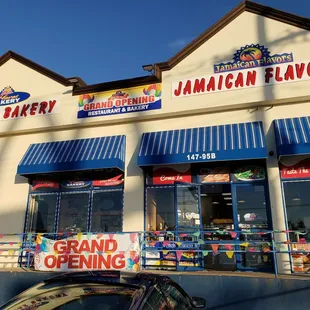 BAKERY
GRAND OPENING
RESTAURANT & BAKERY
Jamaican Flavors
JAMAICAN FLAVO
147-95B
GRAND
OPENING